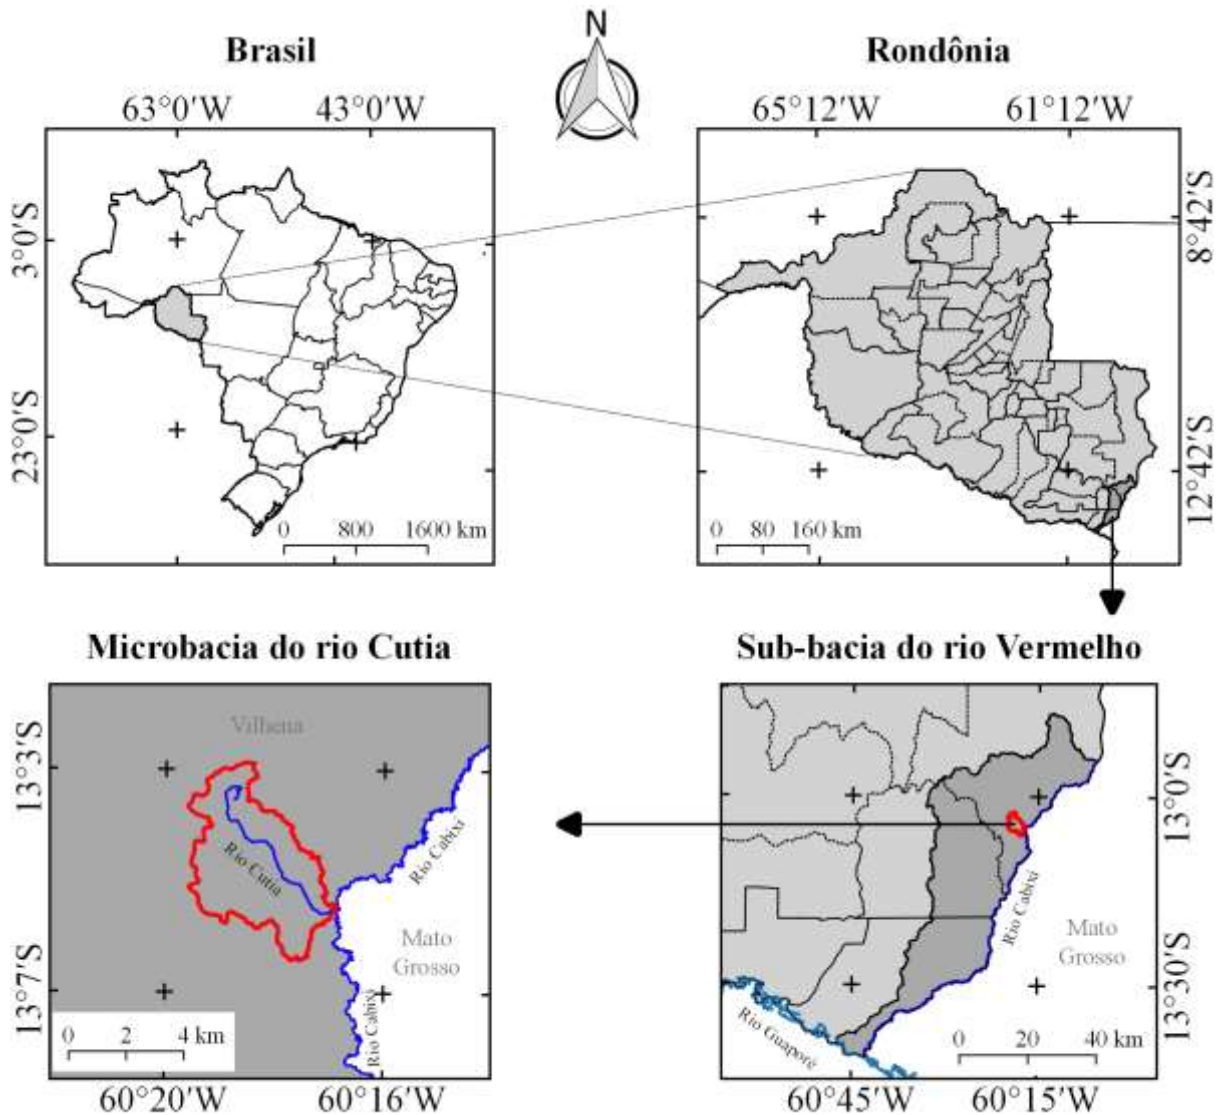 N
Brasil
63°0'W 43°0'W
3°0'S
23°0'S
0 800 1600 km
Rondônia
65°12'W 61°12'W
8°42'S
12°42'S
0 80 160 km
Microbacia do rio Cutia
Vilhena
13°3'S
Rio Cabixi
Rio Cutia
Mato
Grosso
13°7'S
Rio Cabixi
0 2 4 km
60°20'W 60°16'W
Sub-bacia do rio Vermelho
13°0'S
Rio Cabixi
Mato
Grosso
13°30'S
Rio Guaporé
0 20 40 km
60°45'W 60°15'W